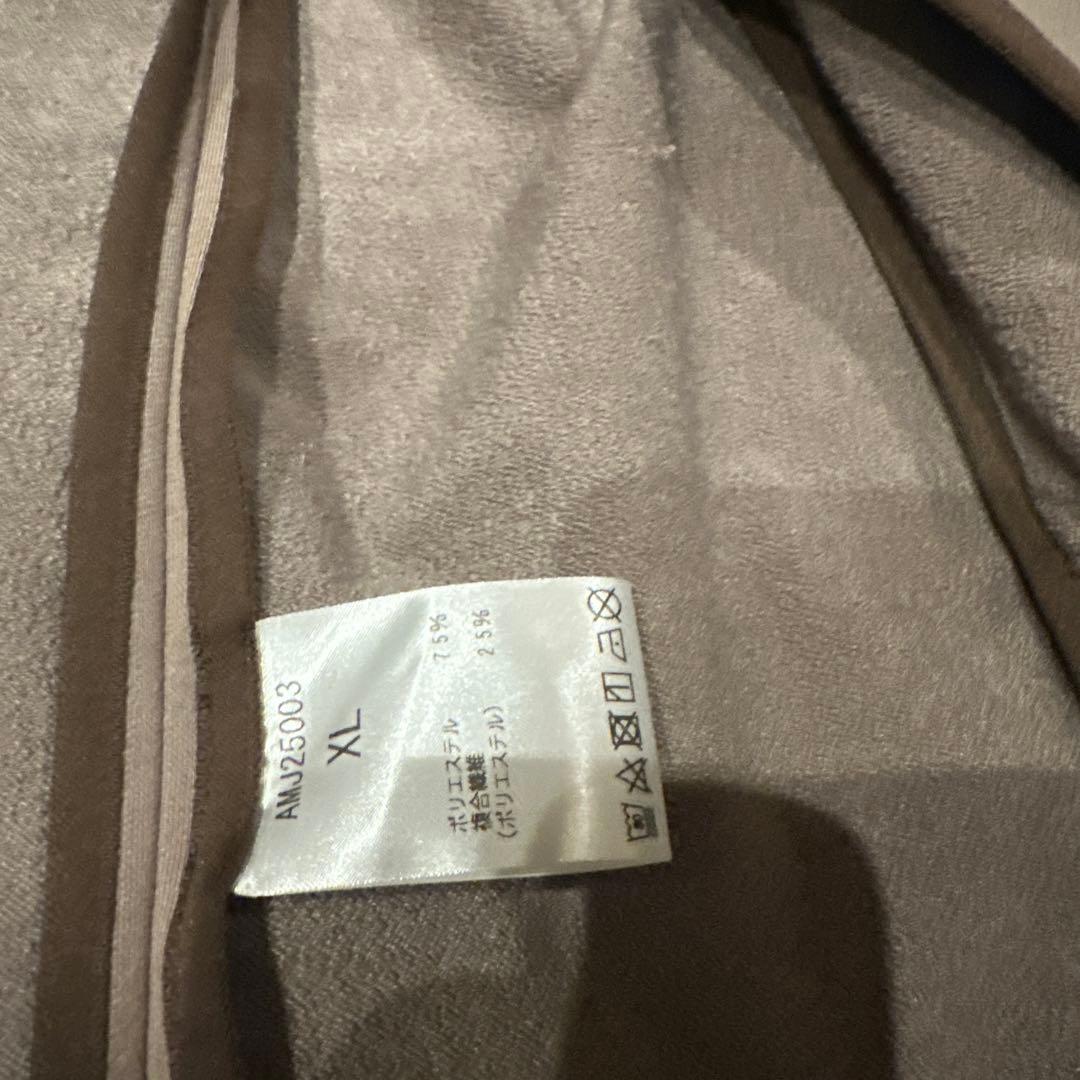 AMJ25003
XL
ポリエステル 75%
複合繊維
(ポリエステル) 25%